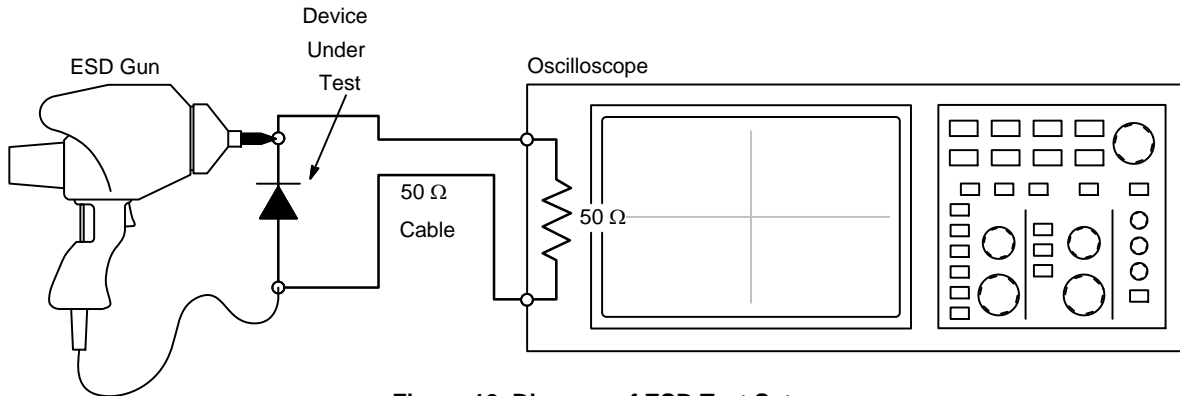 Device
Under
Test
ESD Gun
Oscilloscope
50 Ω
Cable
50 Ω